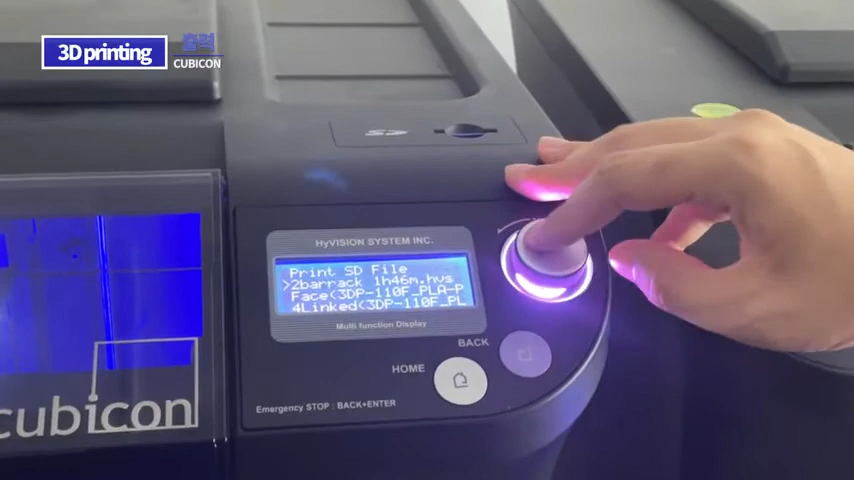 3D printing
출력
CUBICON
SD
HyVISION SYSTEM INC.
Print SD File
>2barrack 1h46m.hvs
Face(3DP-110F_PLA-P
4Linked(3DP-110F_PL
Multi function Display
BACK
HOME
Emergency STOP : BACK+ENTER
cubicon